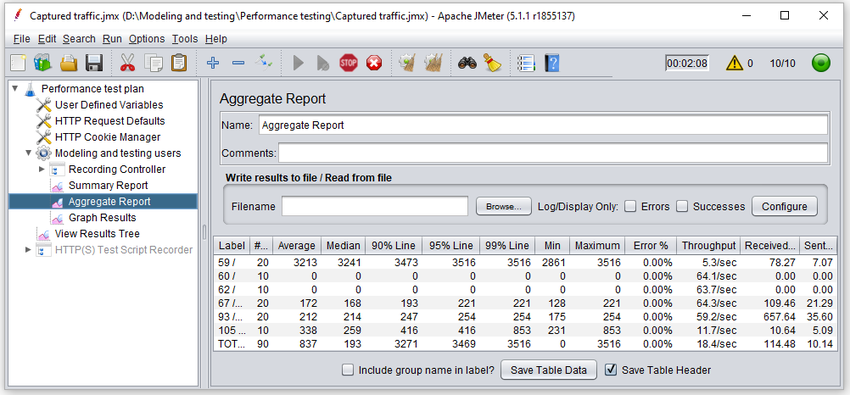 Captured traffic.jmx (D:\Modeling and testing\Performance testing\Captured traffic.jmx) - Apache JMeter (5.1.1 r1855137)
File Edit Search Run Options Tools Help
STOP ? 00:02:08 0 10/10
Performance test plan
User Defined Variables
HTTP Request Defaults
HTTP Cookie Manager
Modeling and testing users
Recording Controller
Summary Report
Aggregate Report
Graph Results
View Results Tree
HTTP(S) Test Script Recorder
Aggregate Report
Name: Aggregate Report
Comments:
Write results to file / Read from file
Filename Browse... Log/Display Only: Errors Successes Configure
Label #... Average Median 90% Line 95% Line 99% Line Min Maximum Error % Throughput Received... Sent...
59 / 20 3213 3241 3473 3516 3516 2861 3516 0.00% 5.3/sec 78.27 7.07
60 / 10 0 0 0 0 0 0 0 0.00% 64.1/sec 0.00 0.00
62 / 10 0 0 0 0 0 0 0 0.00% 63.7/sec 0.00 0.00
67 /... 20 172 168 193 221 221 128 221 0.00% 64.3/sec 109.46 21.29
93 /... 20 212 214 247 254 254 175 254 0.00% 59.2/sec 657.64 35.60
105 ... 10 338 259 416 416 853 231 853 0.00% 11.7/sec 10.64 5.09
TOT... 90 837 193 3271 3469 3516 0 3516 0.00% 18.4/sec 114.48 10.14
Include group name in label? Save Table Data Save Table Header